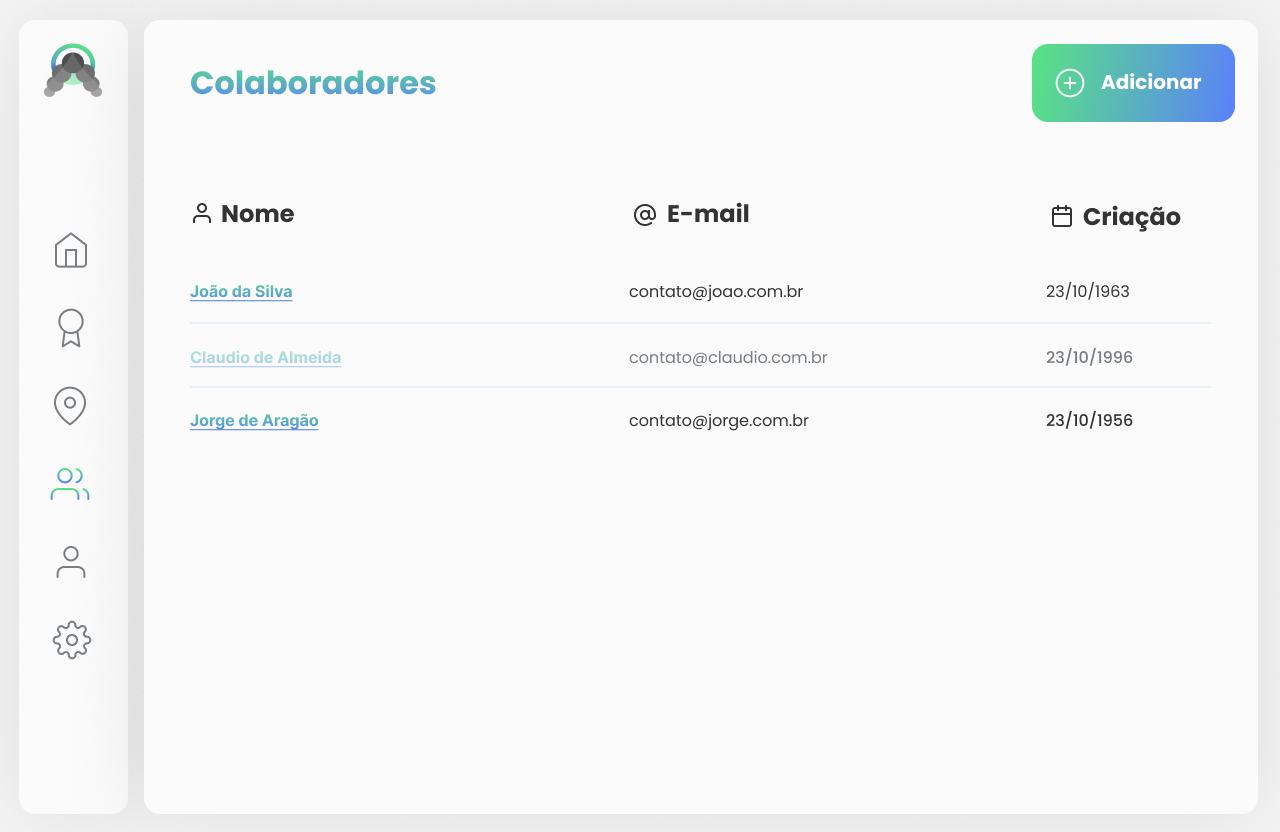 Colaboradores
Adicionar
Nome E-mail Criação
João da Silva contato@joao.com.br 23/10/1963
Claudio de Almeida contato@claudio.com.br 23/10/1996
Jorge de Aragão contato@jorge.com.br 23/10/1956